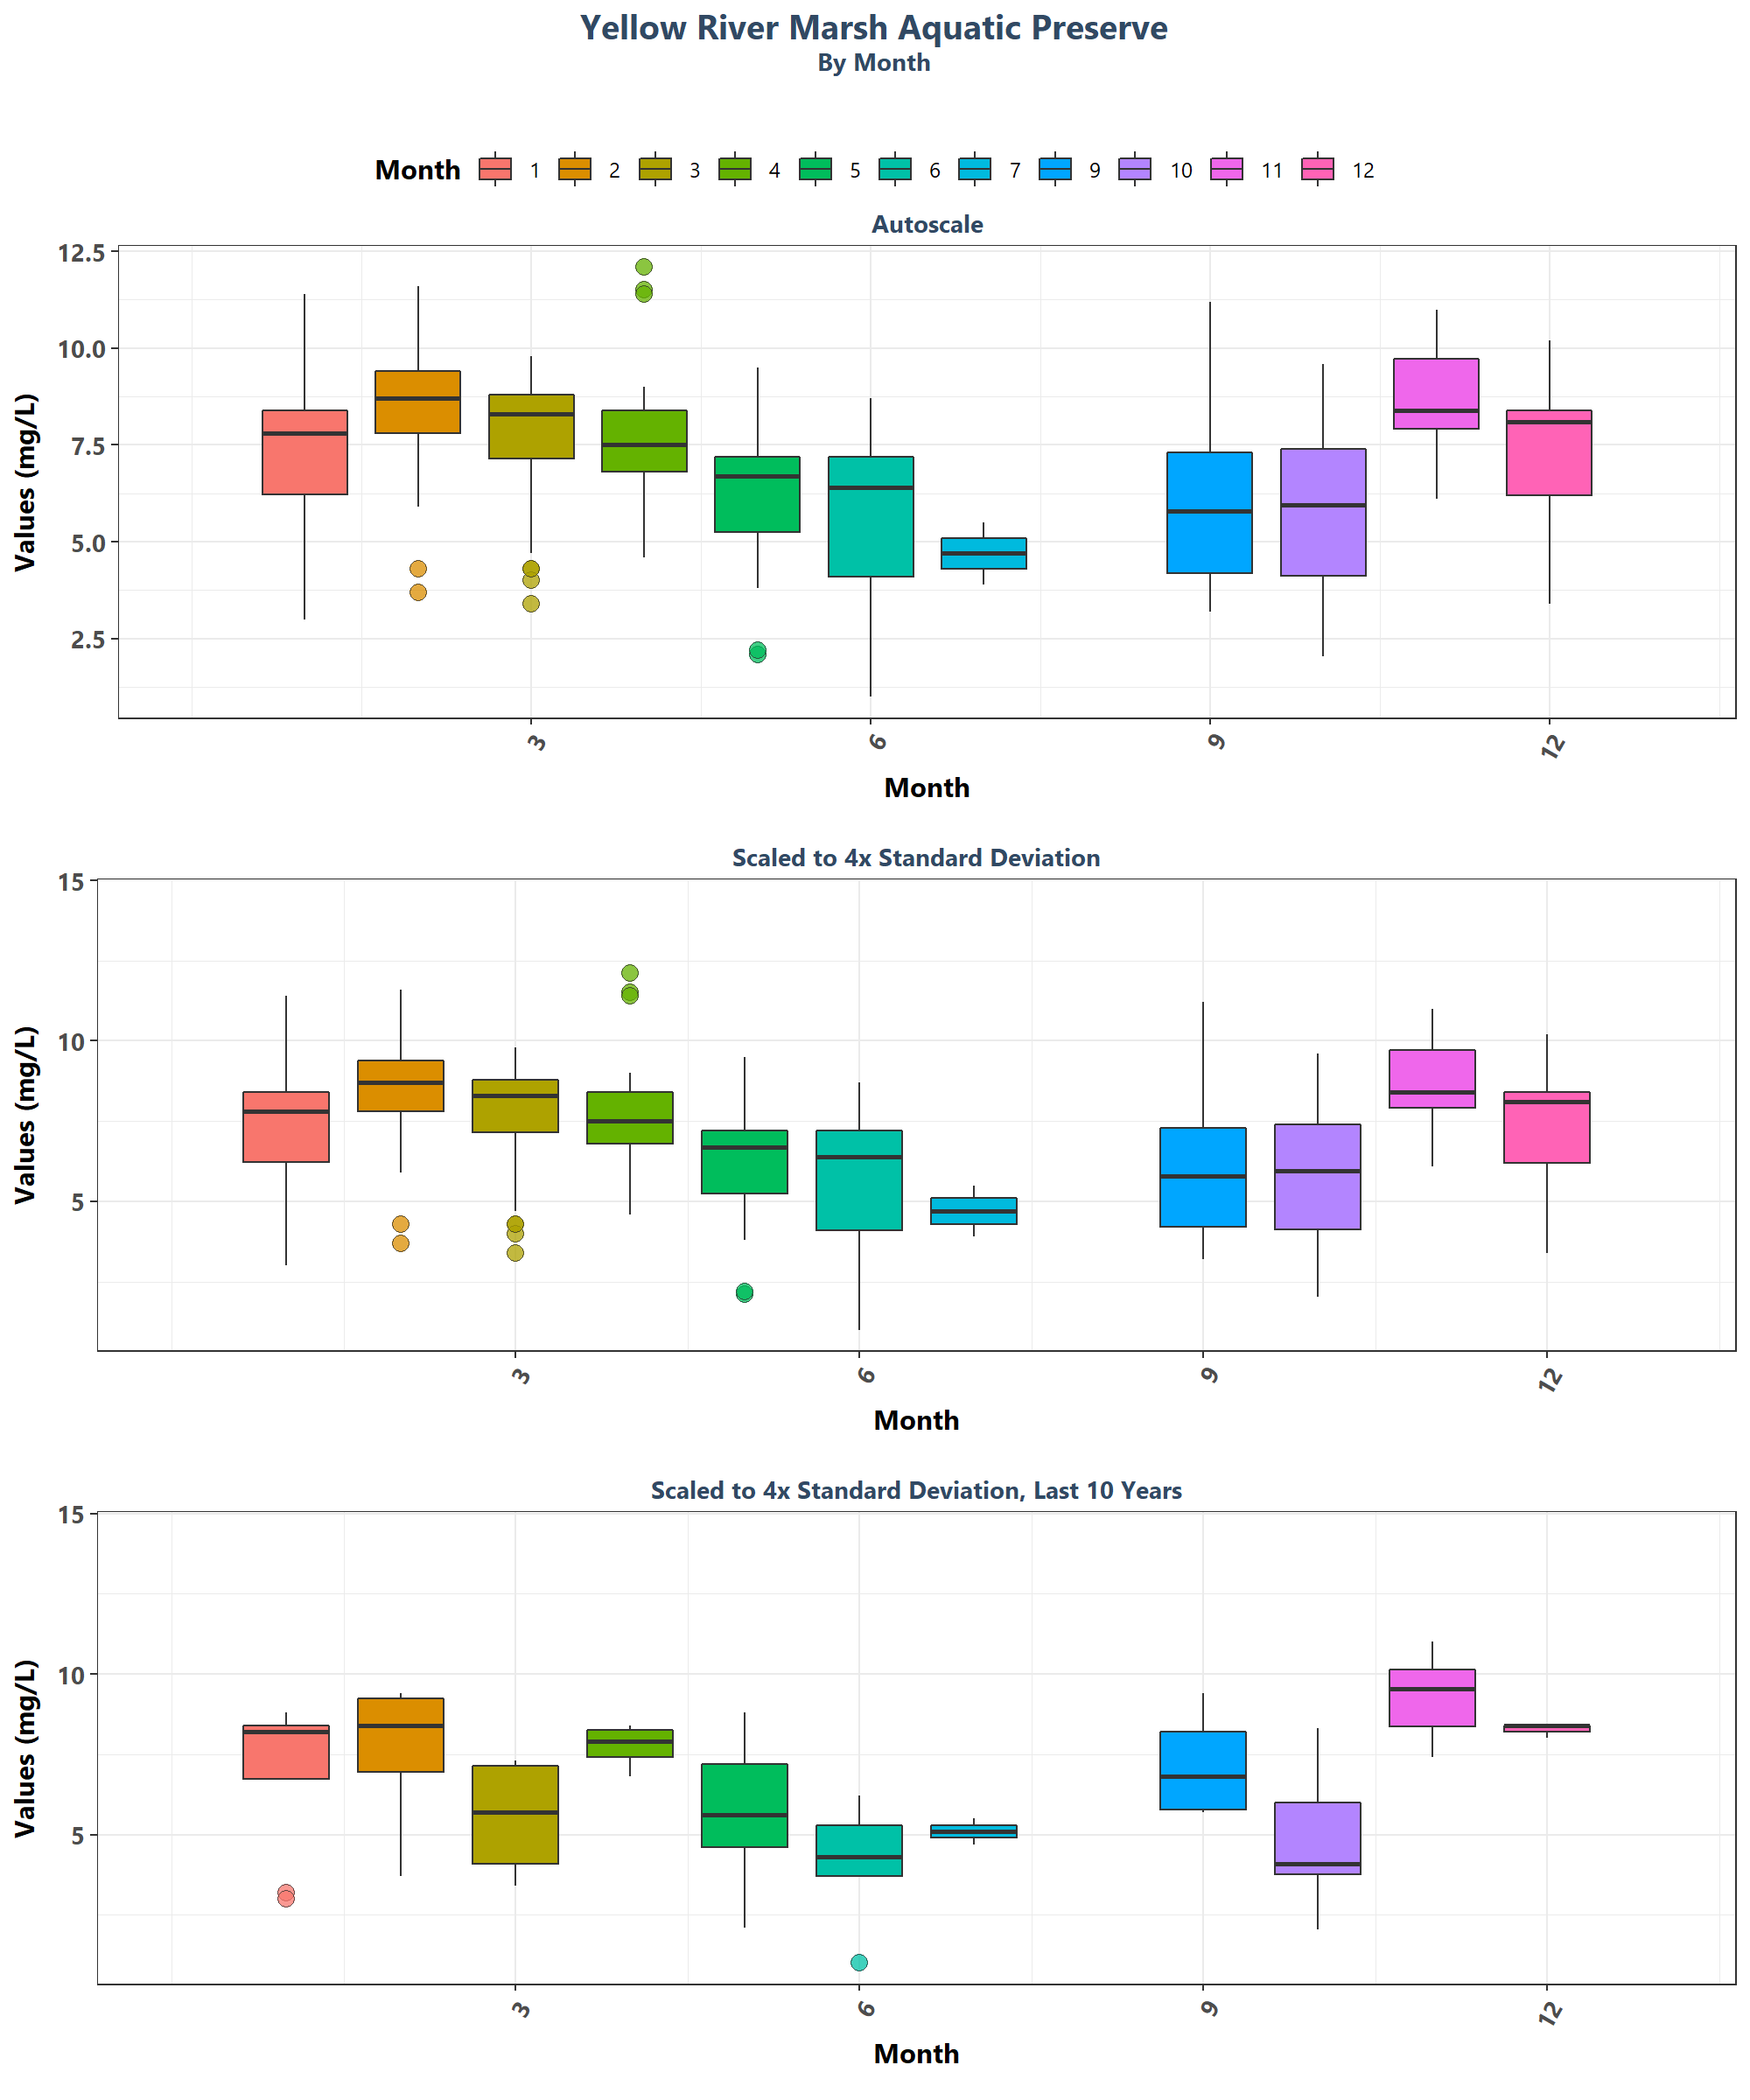 Yellow River Marsh Aquatic Preserve
By Month
Month 1 2 3 4 5 6 7 9 10 11 12
Autoscale
Values (mg/L)
12.5
10.0
7.5
5.0
2.5
3 6 9 12
Month
Scaled to 4x Standard Deviation
Values (mg/L)
15
10
5
3 6 9 12
Month
Scaled to 4x Standard Deviation, Last 10 Years
Values (mg/L)
15
10
5
3 6 9 12
Month